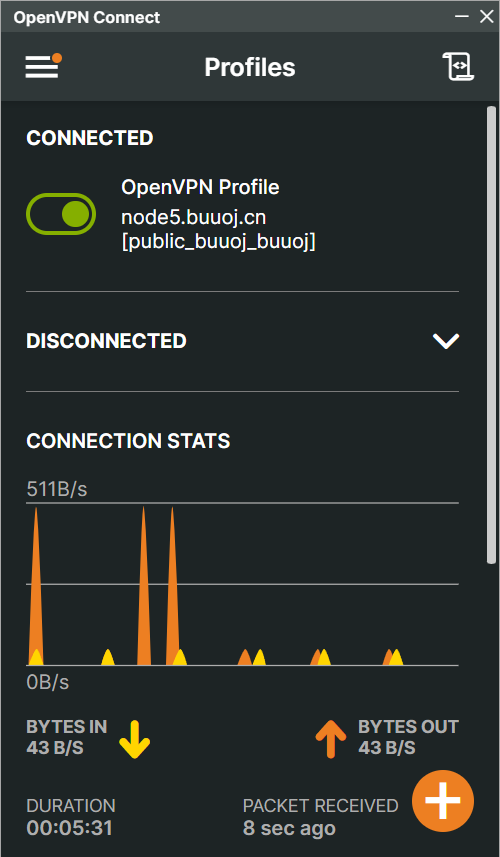 OpenVPN Connect
Profiles
CONNECTED
OpenVPN Profile
node5.buuoj.cn
[public_buuoj_buuoj]
DISCONNECTED
CONNECTION STATS
511B/s
0B/s
BYTES IN
43 B/S
BYTES OUT
43 B/S
DURATION
00:05:31
PACKET RECEIVED
8 sec ago